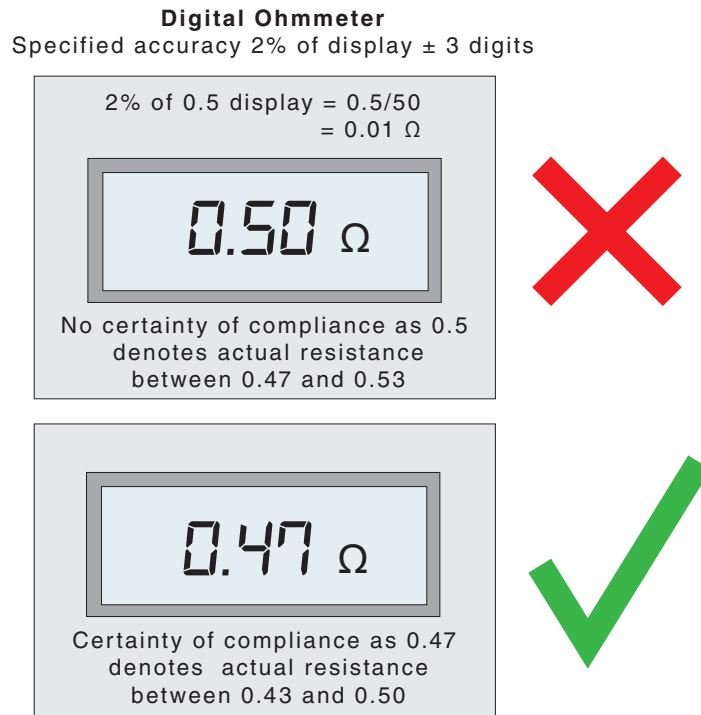 Digital Ohmmeter
Specified accuracy 2% of display ± 3 digits
2% of 0.5 display = 0.5/50
= 0.01 Ω
0.50 Ω
No certainty of compliance as 0.5
denotes actual resistance
between 0.47 and 0.53
0.47 Ω
Certainty of compliance as 0.47
denotes actual resistance
between 0.43 and 0.50